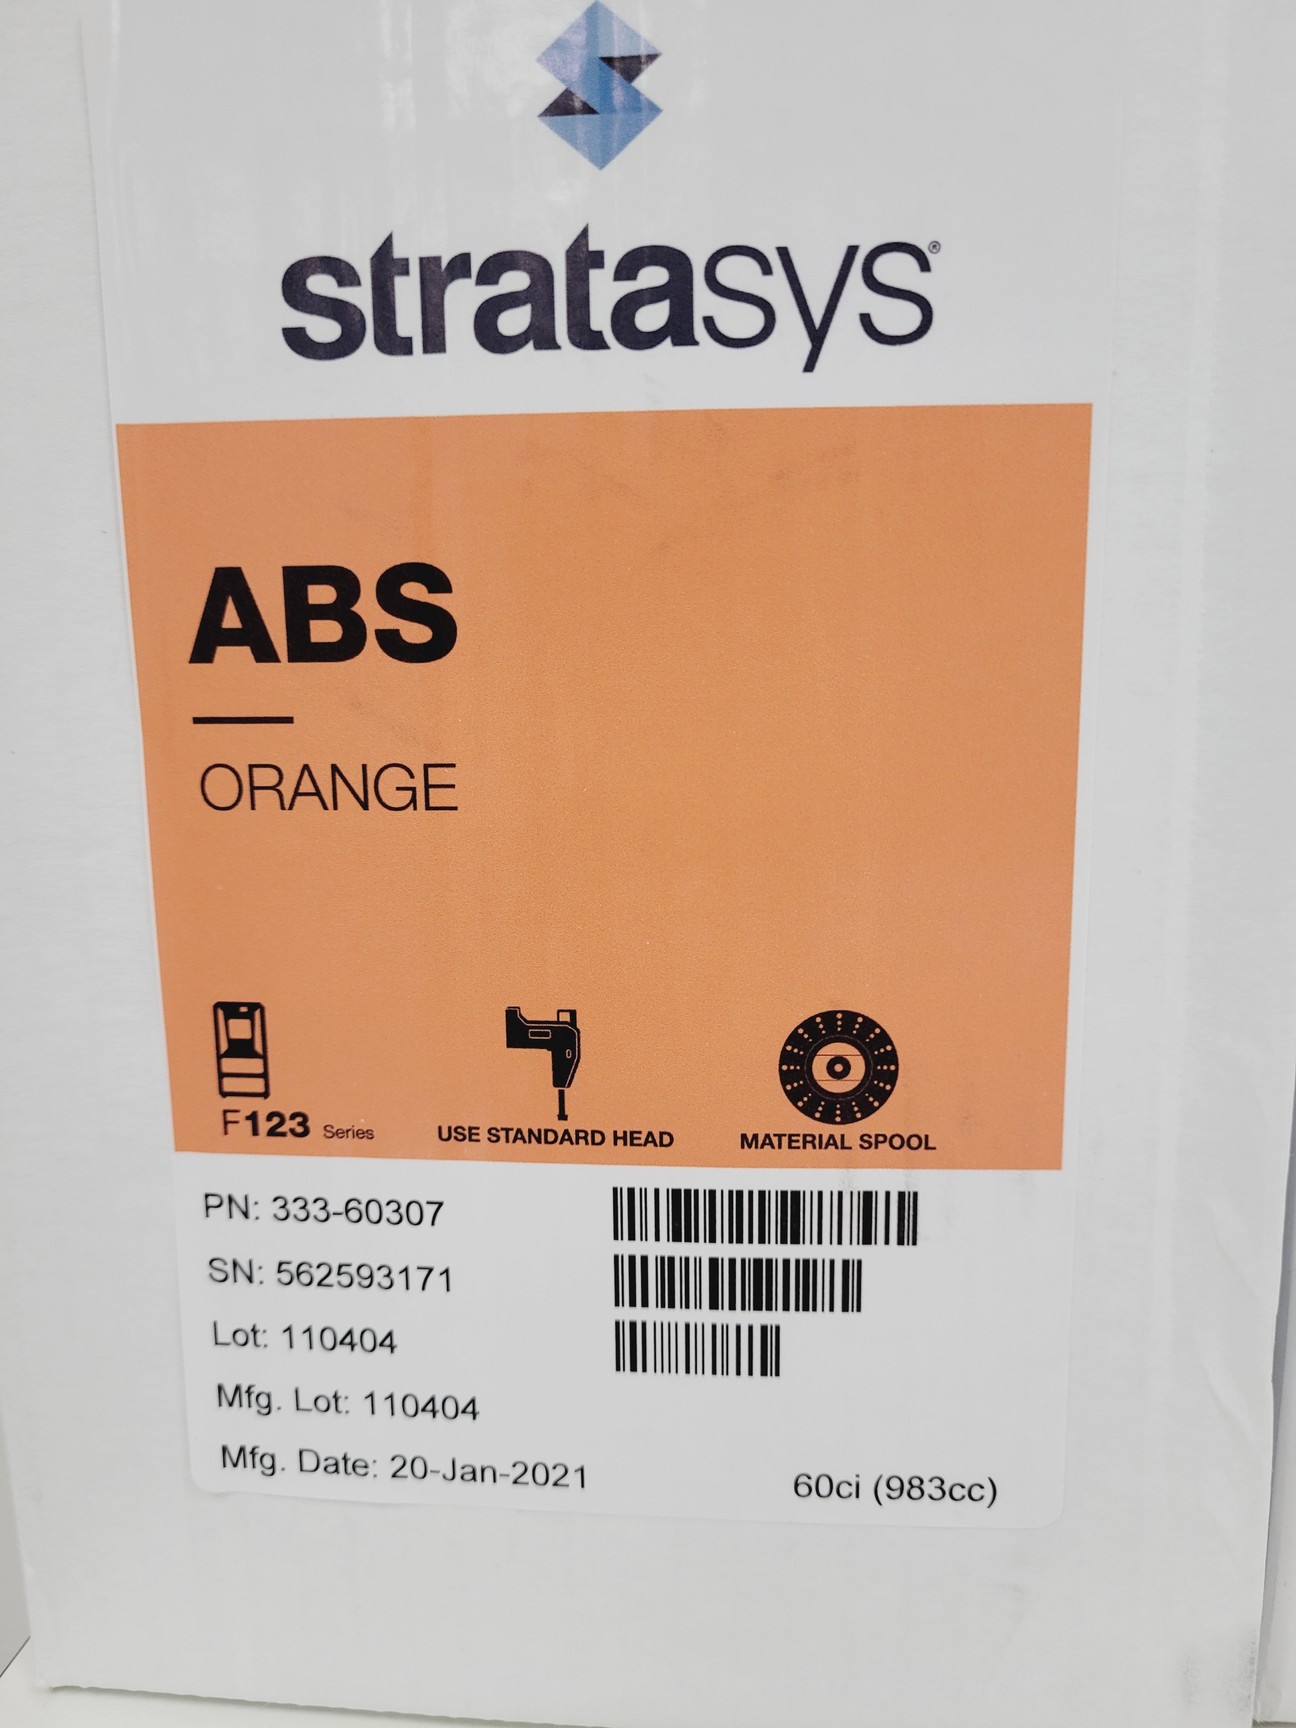 stratasys®
ABS
ORANGE
F123 Series
USE STANDARD HEAD
MATERIAL SPOOL
PN: 333-60307
SN: 562593171
Lot: 110404
Mfg. Lot: 110404
Mfg. Date: 20-Jan-2021
60ci (983cc)